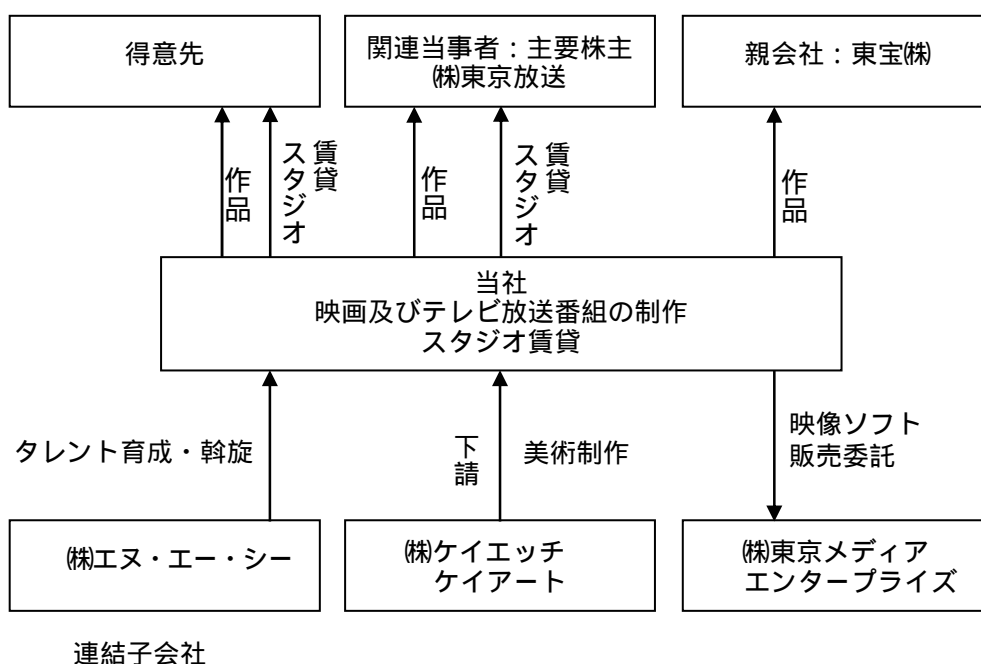 得意先
関連当事者：主要株主
㈱東京放送
親会社：東宝㈱
作品
スタジオ
賃貸
作品
スタジオ
賃貸
作品
当社
映画及びテレビ放送番組の制作
スタジオ賃貸
タレント育成・斡旋
下請
美術制作
映像ソフト
販売委託
㈱エヌ・エー・シー
㈱ケイエッチ
ケイアート
㈱東京メディア
エンタープライズ
連結子会社